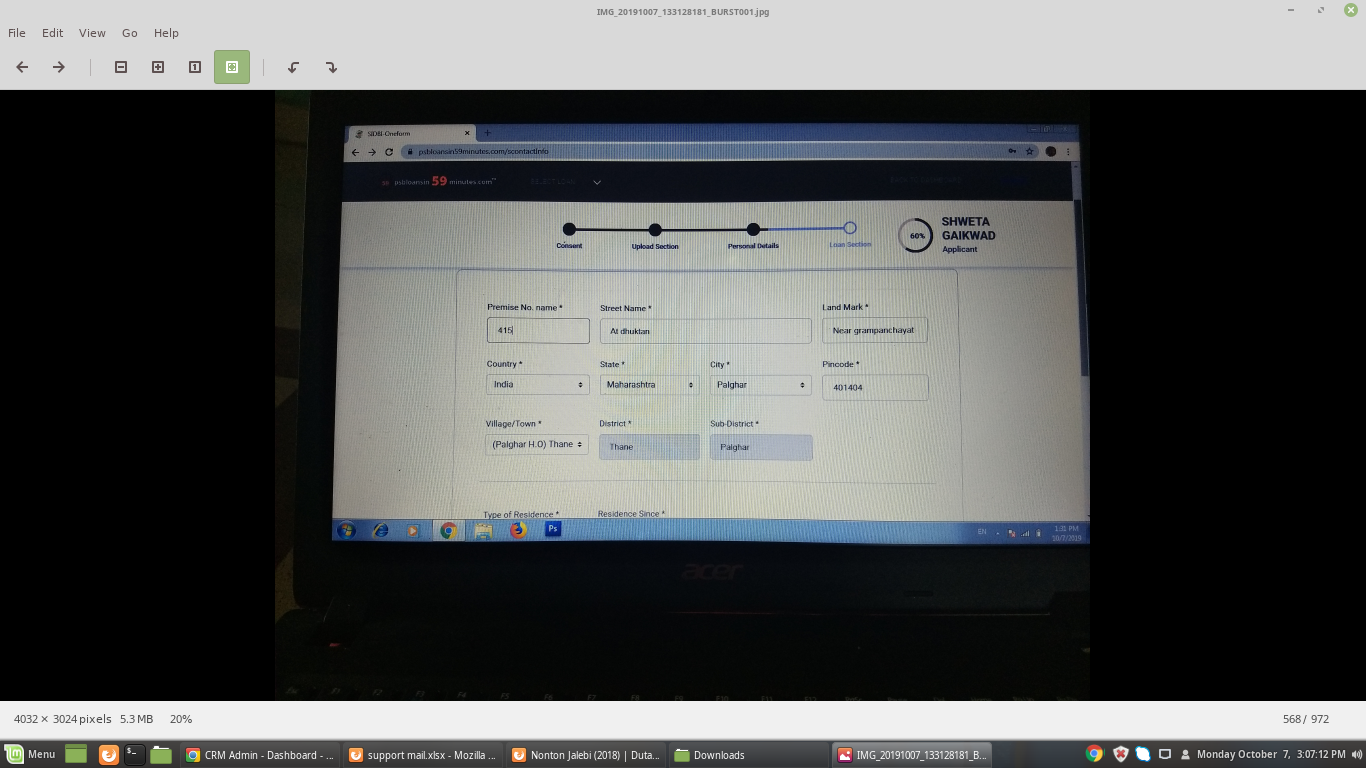 IMG_20191007_133128181_BURST001.jpg
File Edit View Go Help
SIDBI-Oneform
psbloansin59minutes.com/scontactInfo
psbloansin 59 minutes.com
Consent
Upload Section
Personal Details
Loan Section
60%
SHWETA
GAIKWAD
Applicant
Premise No. name * Street Name * Land Mark *
415 At dhuktan Near grampanchayat
Country * State * City * Pincode *
India Maharashtra Palghar 401404
Village/Town * District * Sub-District *
(Palghar H.O) Thane Thane Palghar
Type of Residence * Residence Since *
Ps
EN 1:31 PM
10/7/2019
acer
4032 × 3024 pixels 5.3 MB 20% 568 / 972
Menu CRM Admin - Dashboard - ... support mail.xlsx - Mozilla ... Nonton Jalebi (2018) | Duta... Downloads IMG_20191007_133128181_B... Monday October 7, 3:07:12 PM